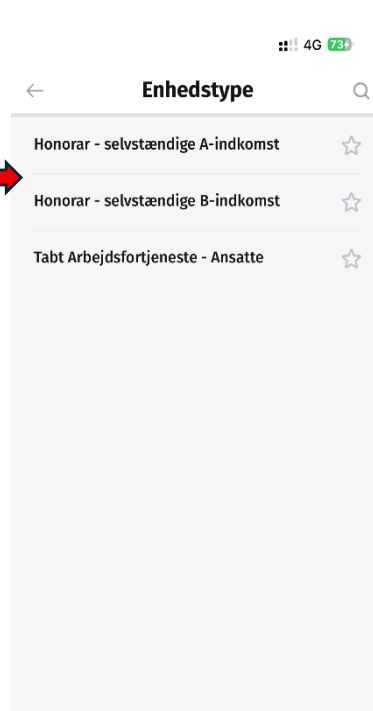 4G 73
Enhedstype
Honorar - selvstændige A-indkomst
Honorar - selvstændige B-indkomst
Tabt Arbejdsfortjeneste - Ansatte